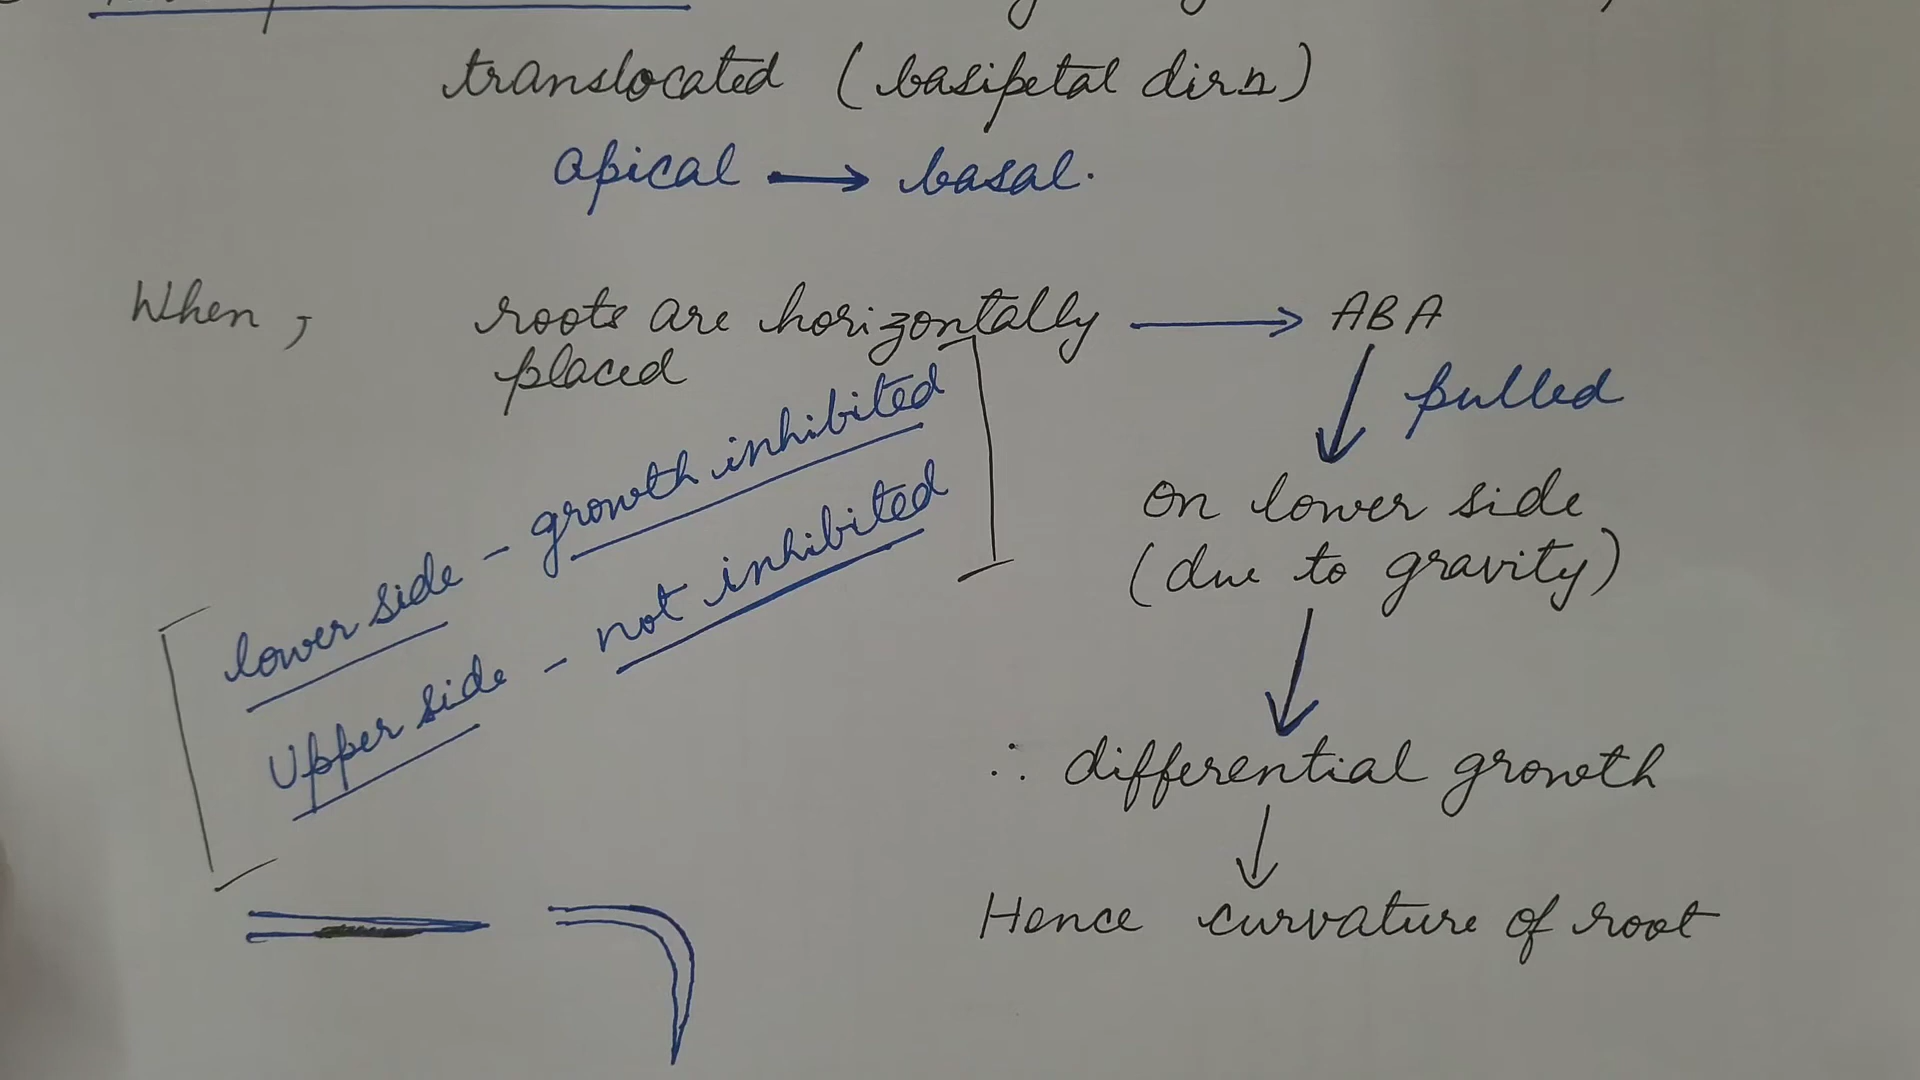 translocated (basipetal dirn)
apical → basal.
When, roots are horizontally → ABA
placed
pulled
lower side - growth inhibited
Upper side - not inhibited
on lower side
(due to gravity)
∴ differential growth
Hence curvature of root